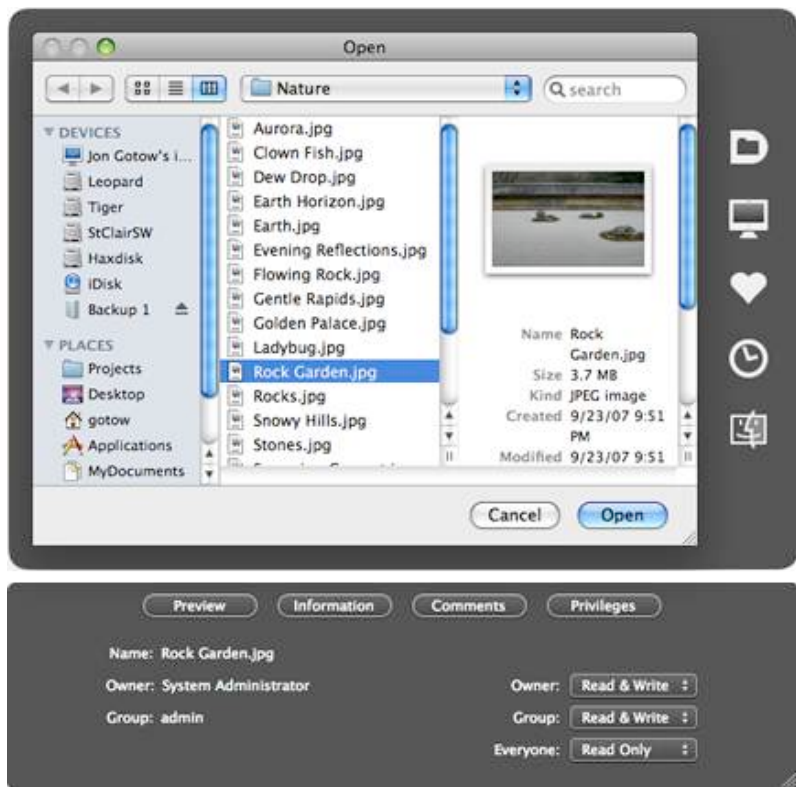 Open
Nature
search
DEVICES
Jon Gotow's i...
Leopard
Tiger
StClairSW
Haxdisk
iDisk
Backup 1
PLACES
Projects
Desktop
gotow
Applications
MyDocuments
Aurora.jpg
Clown Fish.jpg
Dew Drop.jpg
Earth Horizon.jpg
Earth.jpg
Evening Reflections.jpg
Flowing Rock.jpg
Gentle Rapids.jpg
Golden Palace.jpg
Ladybug.jpg
Rock Garden.jpg
Rocks.jpg
Snowy Hills.jpg
Stones.jpg
Name Rock
Garden.jpg
Size 3.7 MB
Kind JPEG image
Created 9/23/07 9:51
PM
Modified 9/23/07 9:51
Cancel Open
Preview Information Comments Privileges
Name: Rock Garden.jpg
Owner: System Administrator Owner: Read & Write
Group: admin Group: Read & Write
Everyone: Read Only